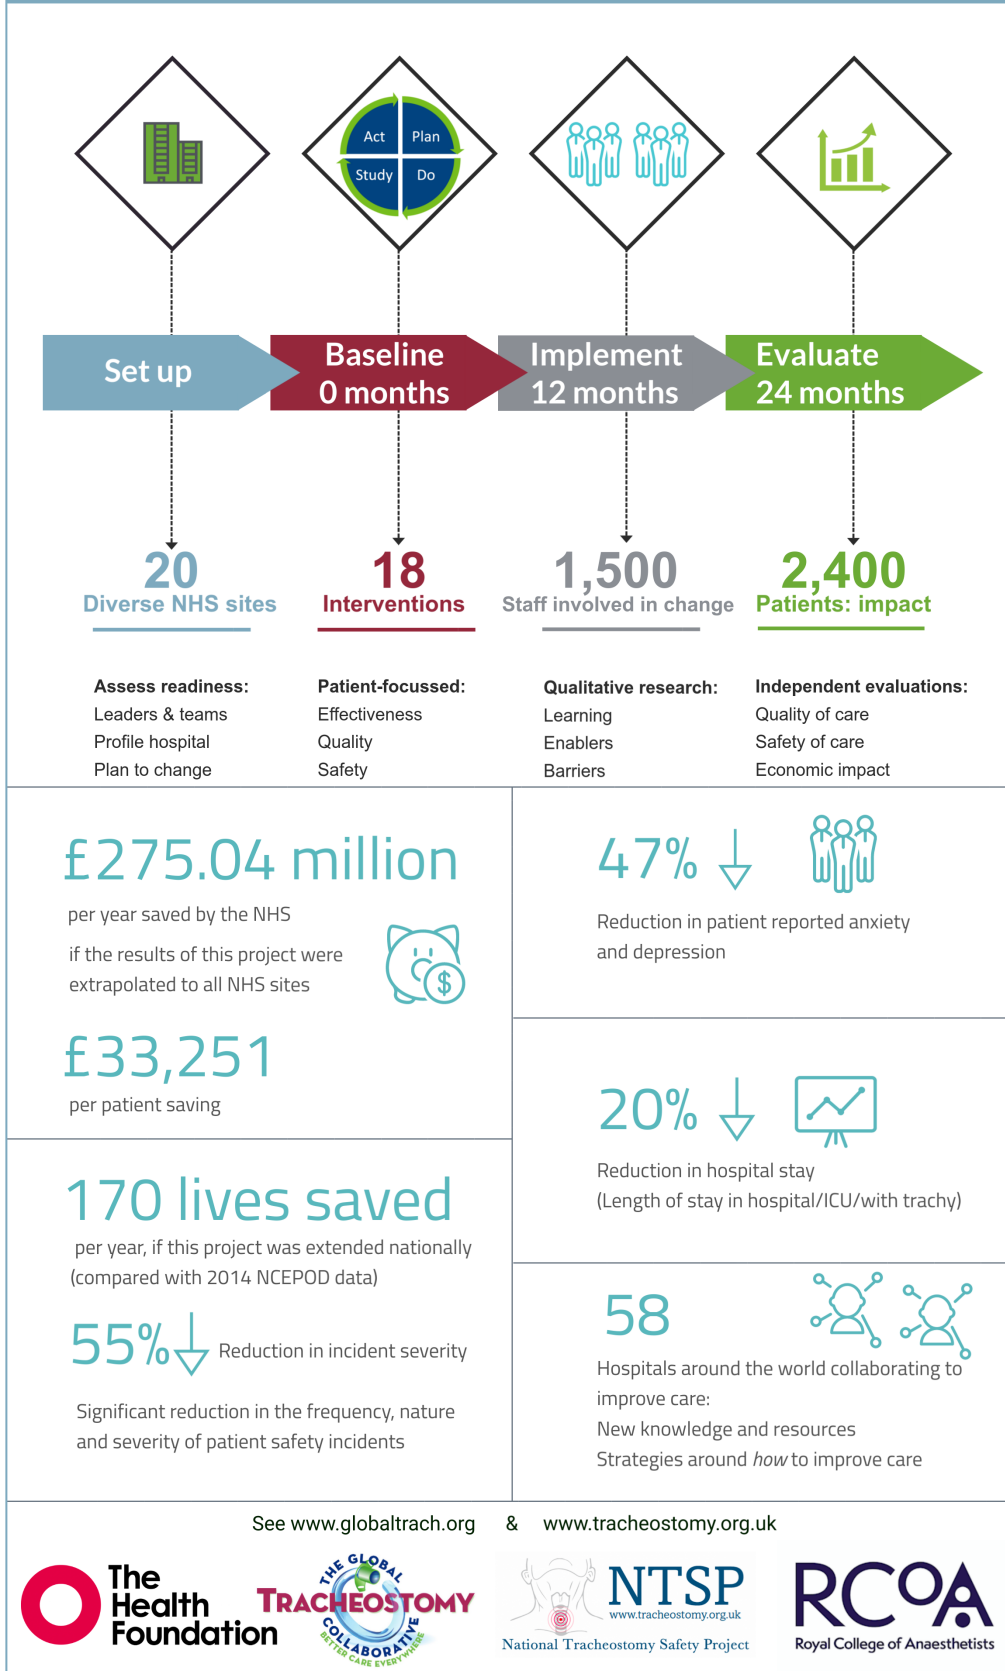 Act
Plan
Study
Do
Set up
Baseline
0 months
Implement
12 months
Evaluate
24 months
20
Diverse NHS sites
18
Interventions
1,500
Staff involved in change
2,400
Patients: impact
Assess readiness:
Leaders & teams
Profile hospital
Plan to change
Patient-focussed:
Effectiveness
Quality
Safety
Qualitative research:
Learning
Enablers
Barriers
Independent evaluations:
Quality of care
Safety of care
Economic impact
£275.04 million
per year saved by the NHS
if the results of this project were
extrapolated to all NHS sites
$
£33,251
per patient saving
170 lives saved
per year, if this project was extended nationally
(compared with 2014 NCEPOD data)
55%
Reduction in incident severity
Significant reduction in the frequency, nature
and severity of patient safety incidents
47%
Reduction in patient reported anxiety
and depression
20%
Reduction in hospital stay
(Length of stay in hospital/ICU/with trachy)
58
Hospitals around the world collaborating to
improve care:
New knowledge and resources
Strategies around how to improve care
See www.globaltrach.org & www.tracheostomy.org.uk
The
Health
Foundation
THE GLOBAL
TRACHEOSTOMY
COLLABORATIVE
BETTER CARE EVERYWHERE
NTSP
www.tracheostomy.org.uk
National Tracheostomy Safety Project
RCOA
Royal College of Anaesthetists